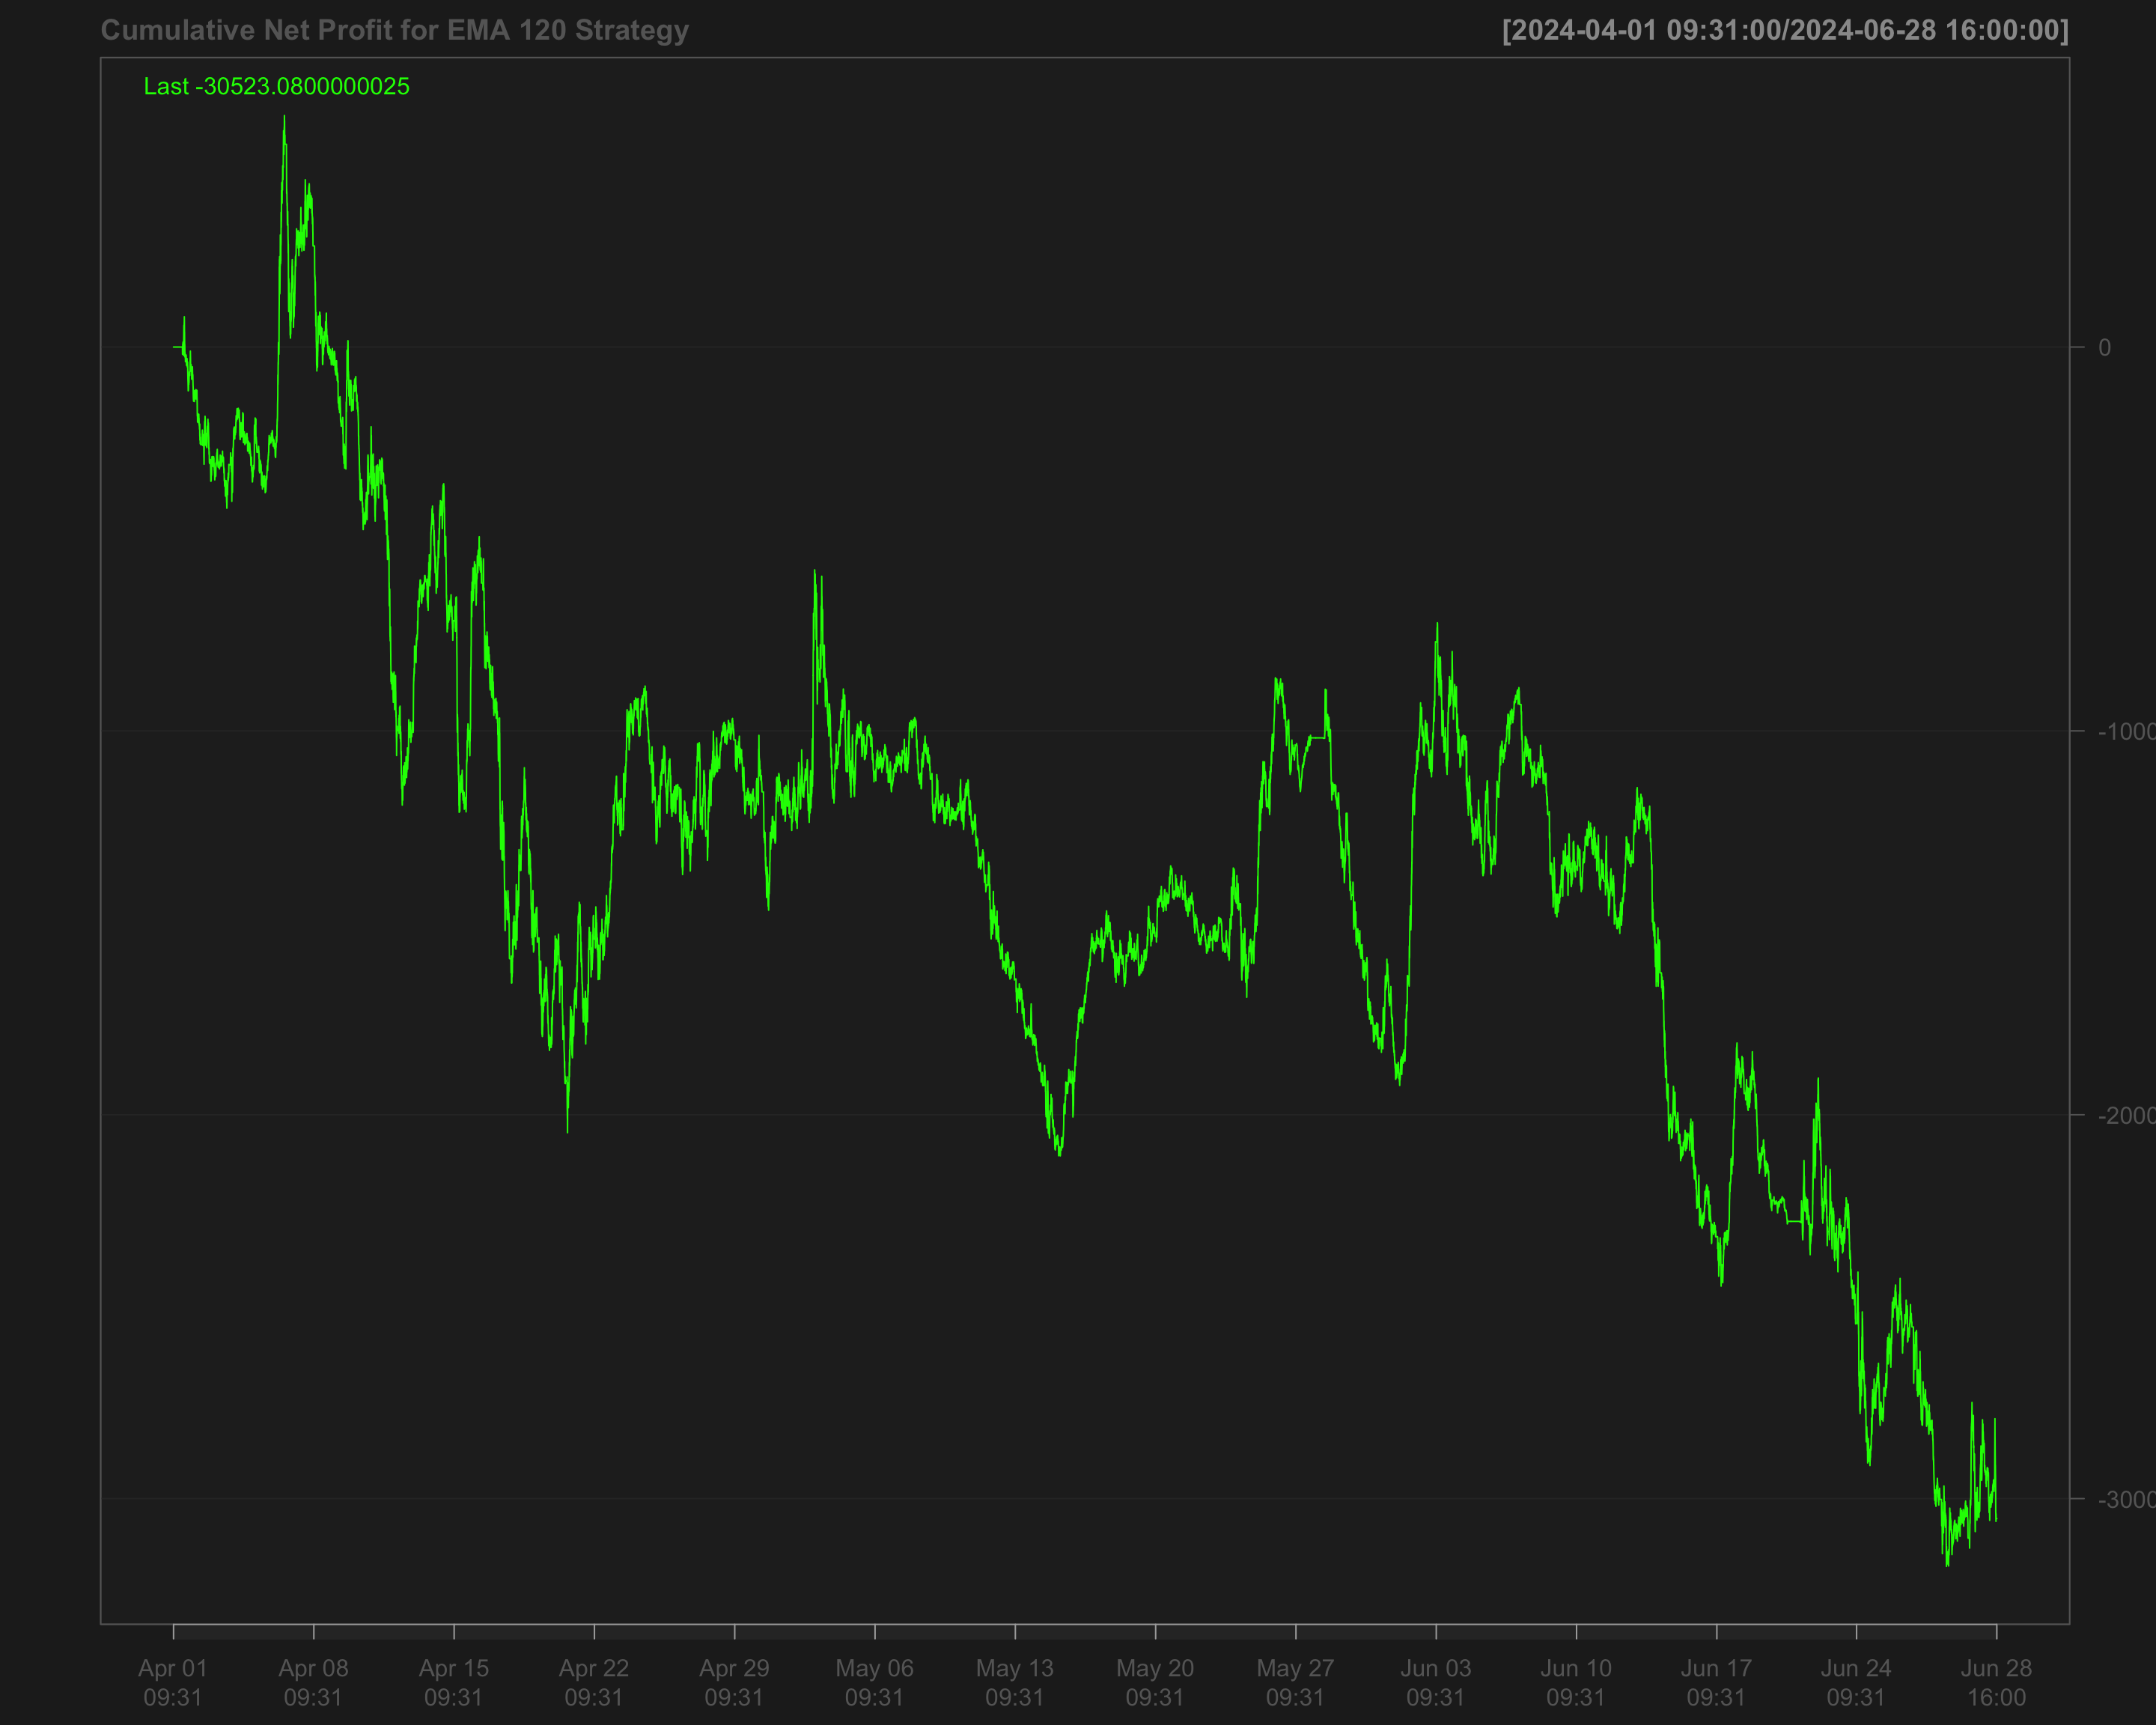 Cumulative Net Profit for EMA 120 Strategy
[2024-04-01 09:31:00/2024-06-28 16:00:00]
Last -30523.0800000025
0
-1000
-2000
-3000
Apr 01 Apr 08 Apr 15 Apr 22 Apr 29 May 06 May 13 May 20 May 27 Jun 03 Jun 10 Jun 17 Jun 24 Jun 28
09:31 09:31 09:31 09:31 09:31 09:31 09:31 09:31 09:31 09:31 09:31 09:31 09:31 16:00